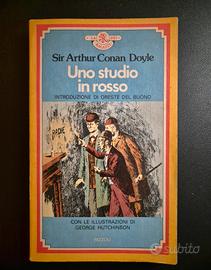 Sir Arthur Conan Doyle
Uno studio
in rosso
INTRODUZIONE DI ORESTE DEL BUONO
RACHE
CON LE ILLUSTRAZIONI DI
GEORGE HUTCHINSON
RIZZOLI
subito